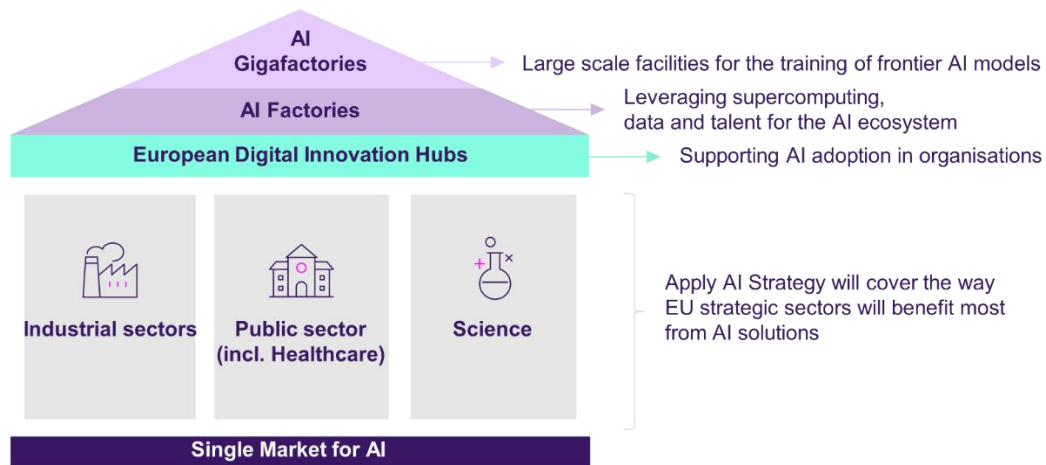 AI
Gigafactories
Large scale facilities for the training of frontier AI models
AI Factories
Leveraging supercomputing,
data and talent for the AI ecosystem
European Digital Innovation Hubs
Supporting AI adoption in organisations
Industrial sectors
Public sector
(incl. Healthcare)
Science
Apply AI Strategy will cover the way
EU strategic sectors will benefit most
from AI solutions
Single Market for AI